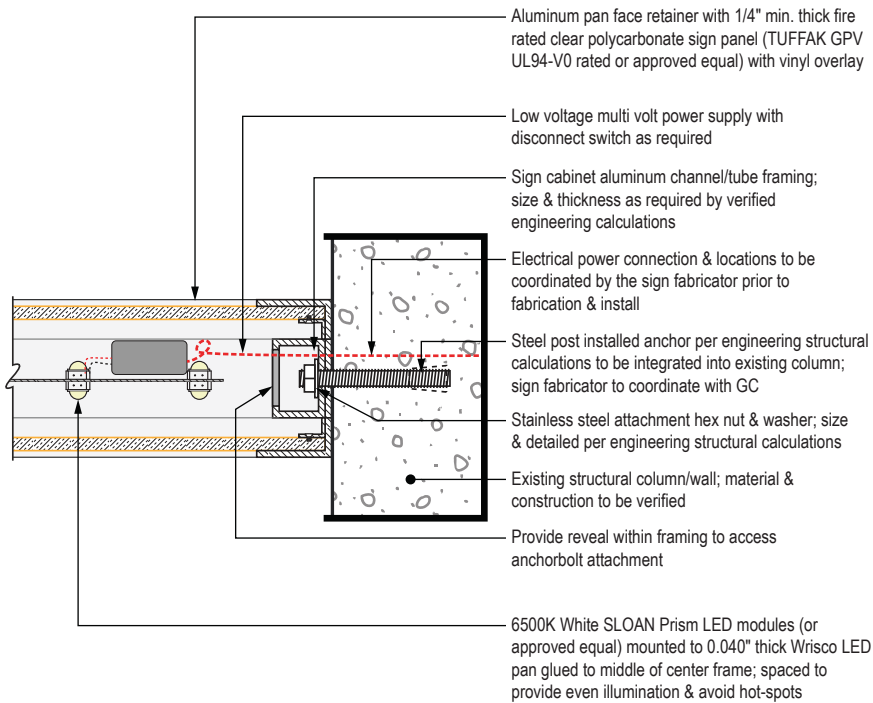 Aluminum pan face retainer with 1/4" min. thick fire
rated clear polycarbonate sign panel (TUFFAK GPV
UL94-V0 rated or approved equal) with vinyl overlay
Low voltage multi volt power supply with
disconnect switch as required
Sign cabinet aluminum channel/tube framing;
size & thickness as required by verified
engineering calculations
Electrical power connection & locations to be
coordinated by the sign fabricator prior to
fabrication & install
Steel post installed anchor per engineering structural
calculations to be integrated into existing column;
sign fabricator to coordinate with GC
Stainless steel attachment hex nut & washer; size
& detailed per engineering structural calculations
Existing structural column/wall; material &
construction to be verified
Provide reveal within framing to access
anchorbolt attachment
6500K White SLOAN Prism LED modules (or
approved equal) mounted to 0.040" thick Wrisco LED
pan glued to middle of center frame; spaced to
provide even illumination & avoid hot-spots